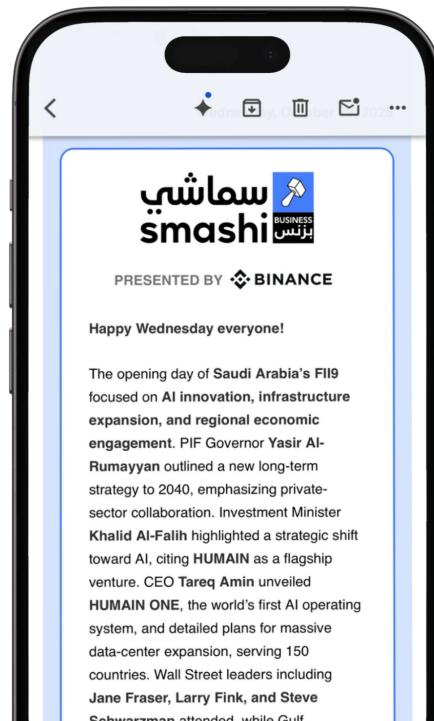 سماشي
smashi
BUSINESS
بزنس
PRESENTED BY BINANCE
Happy Wednesday everyone!
The opening day of Saudi Arabia's FII9
focused on AI innovation, infrastructure
expansion, and regional economic
engagement. PIF Governor Yasir Al-
Rumayyan outlined a new long-term
strategy to 2040, emphasizing private-
sector collaboration. Investment Minister
Khalid Al-Falih highlighted a strategic shift
toward AI, citing HUMAIN as a flagship
venture. CEO Tareq Amin unveiled
HUMAIN ONE, the world's first AI operating
system, and detailed plans for massive
data-center expansion, serving 150
countries. Wall Street leaders including
Jane Fraser, Larry Fink, and Steve
Schwarzman attended, while Gulf